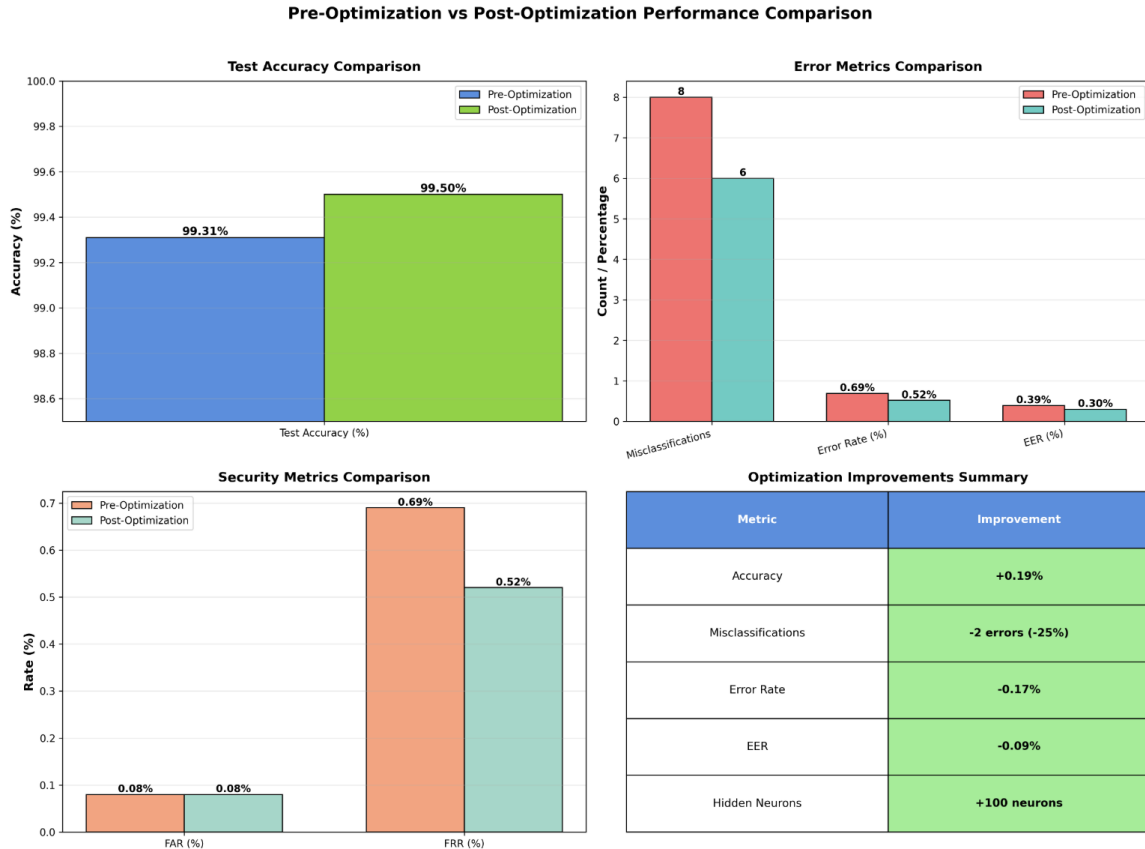 Pre-Optimization vs Post-Optimization Performance Comparison
Test Accuracy Comparison
100.0
99.8
99.6
99.4
99.2
99.0
98.8
98.6
Accuracy (%)
Pre-Optimization
Post-Optimization
99.31%
99.50%
Test Accuracy (%)
Error Metrics Comparison
8
7
6
5
4
3
2
1
0
Count / Percentage
Pre-Optimization
Post-Optimization
8
6
0.69%
0.52%
0.39%
0.30%
Misclassifications
Error Rate (%)
EER (%)
Security Metrics Comparison
0.7
0.6
0.5
0.4
0.3
0.2
0.1
0.0
Rate (%)
Pre-Optimization
Post-Optimization
0.08%
0.08%
0.69%
0.52%
FAR (%)
FRR (%)
Optimization Improvements Summary
Metric Improvement
Accuracy +0.19%
Misclassifications -2 errors (-25%)
Error Rate -0.17%
EER -0.09%
Hidden Neurons +100 neurons